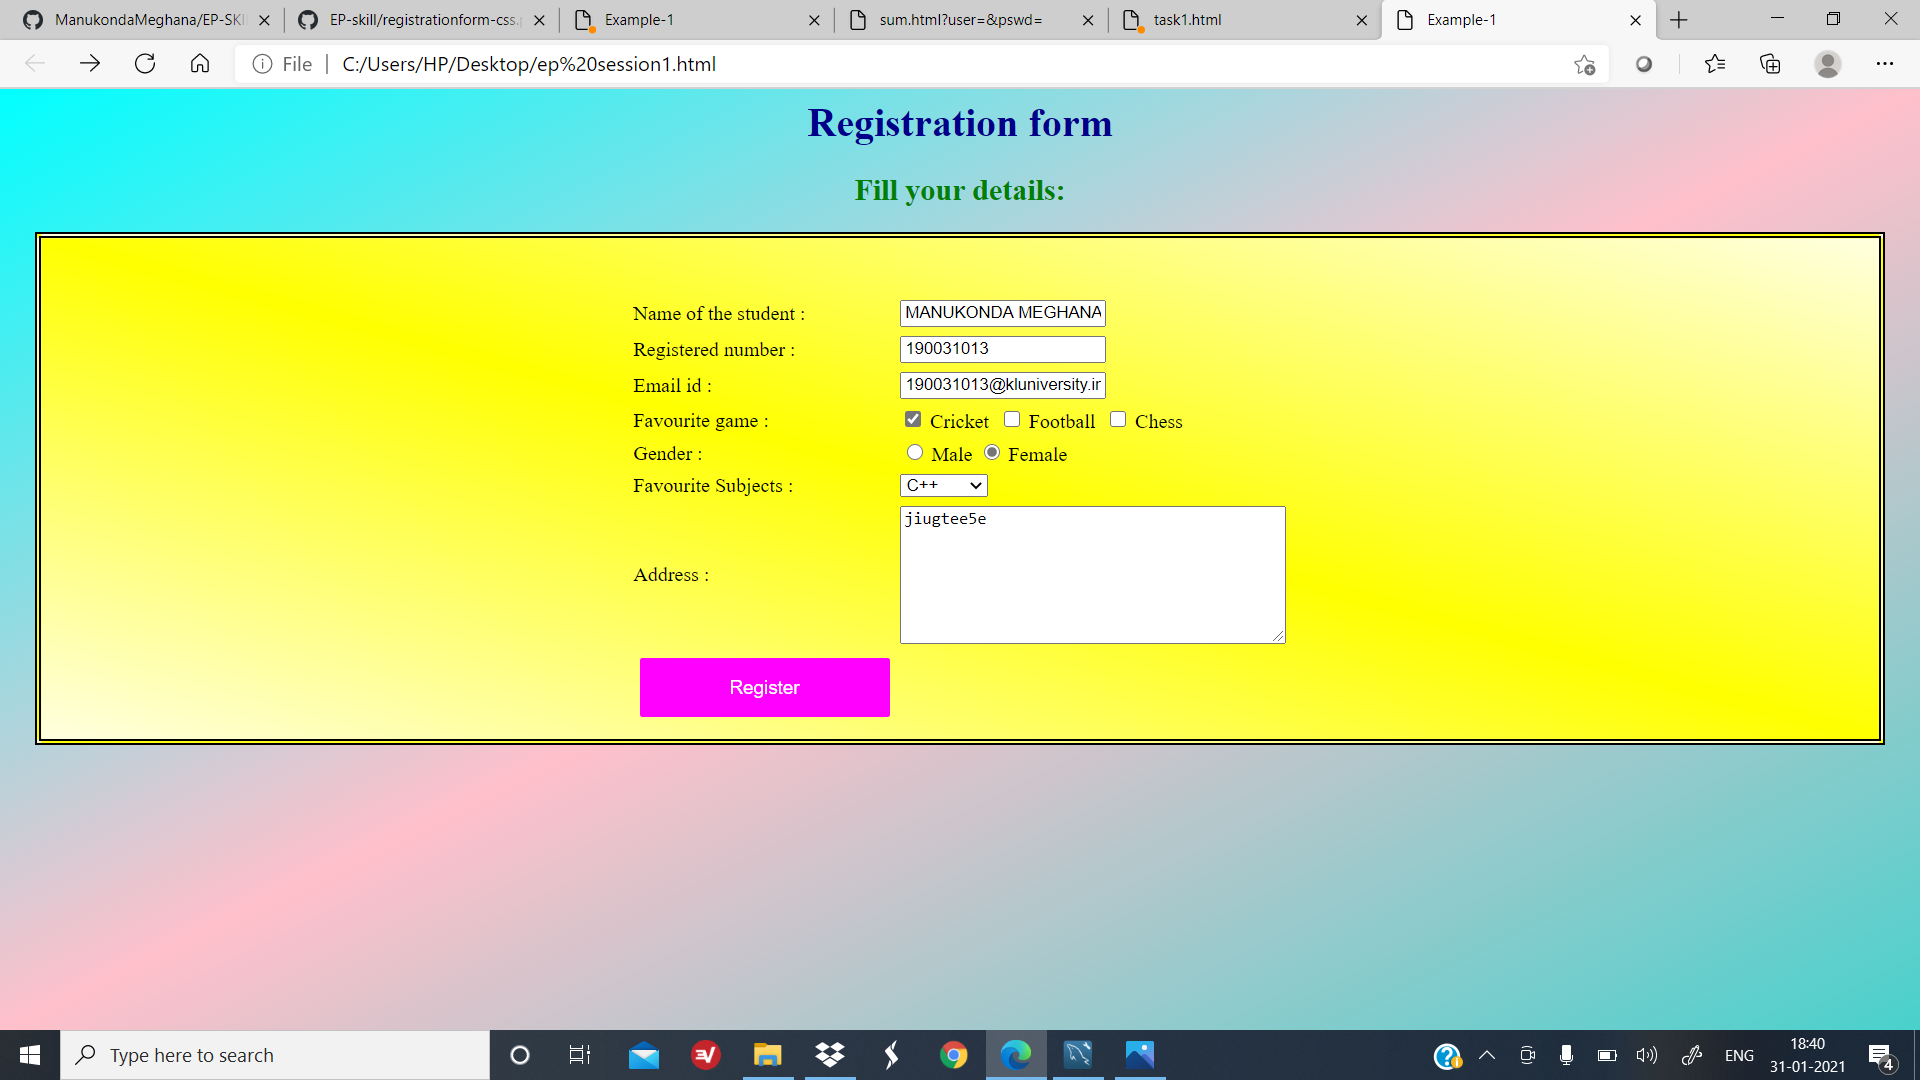 ManukondaMeghana/EP-SKI
EP-skill/registrationform-css.p
Example-1
sum.html?user=&pswd=
task1.html
Example-1
File
C:/Users/HP/Desktop/ep%20session1.html
Registration form
Fill your details:
Name of the student : MANUKONDA MEGHANA
Registered number : 190031013
Email id : 190031013@kluniversity.in
Favourite game : Cricket Football Chess
Gender : Male Female
Favourite Subjects : C++
jiugtee5e
Address :
Register
Type here to search
ENG
18:40
31-01-2021
4